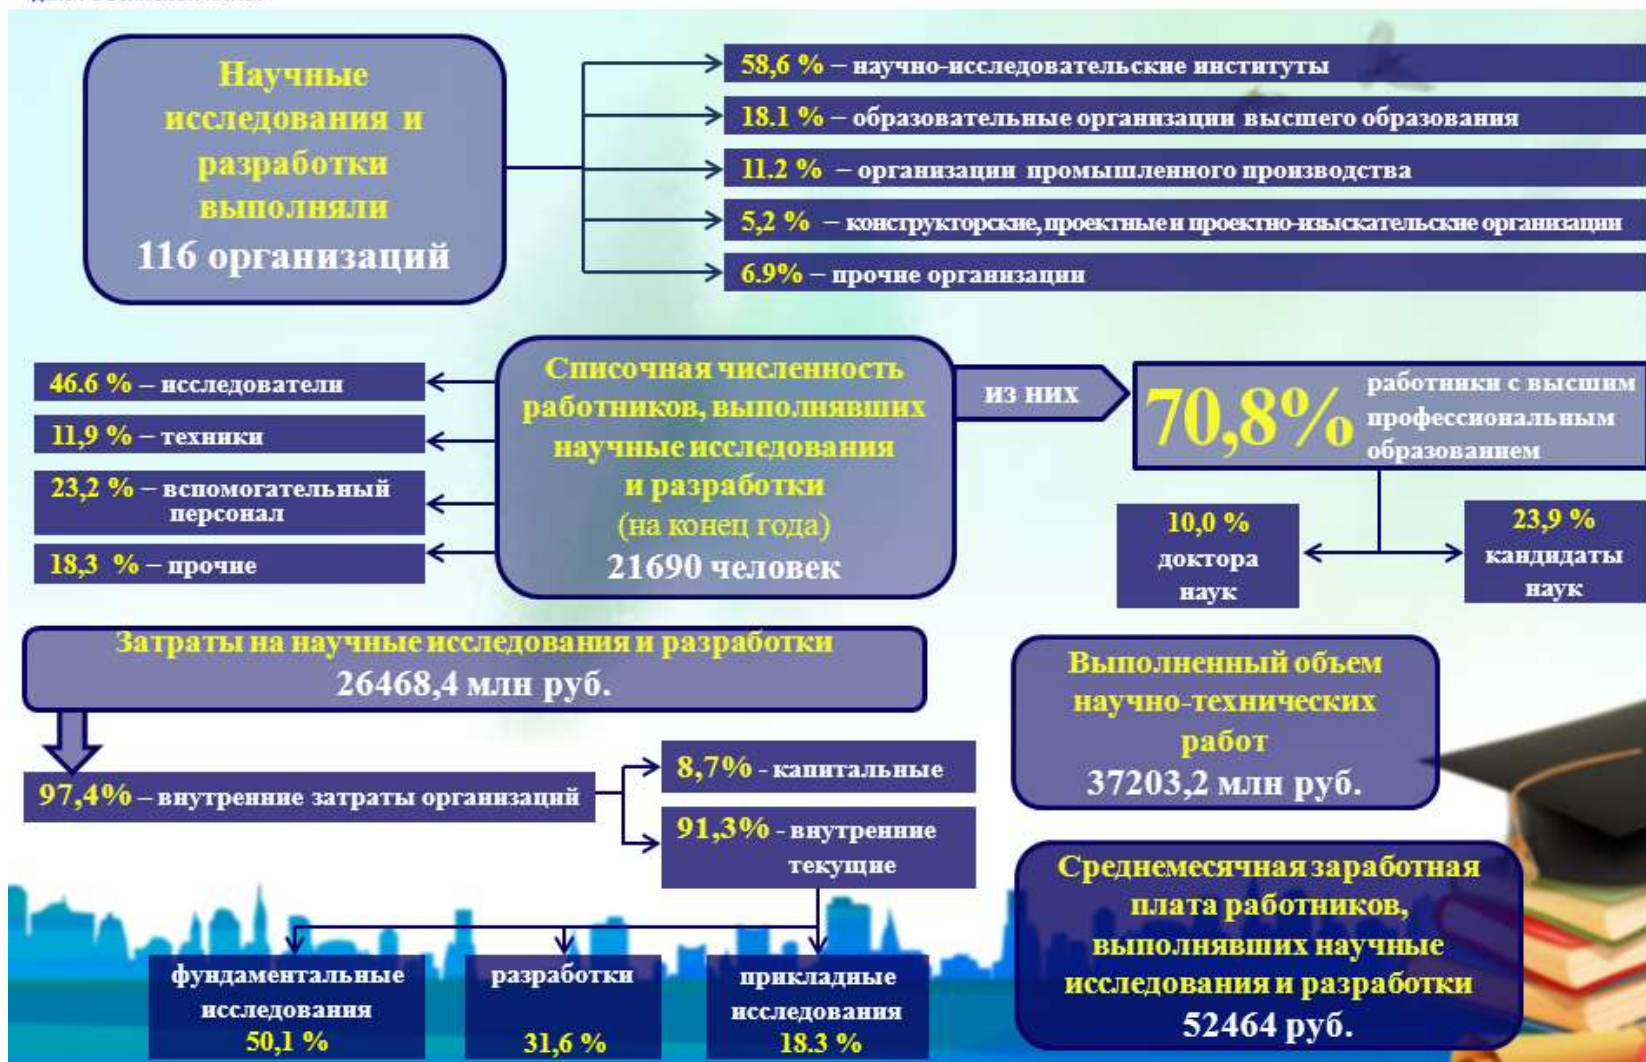 Научные
исследования и
разработки
выполняли
116 организаций
58,6 % – научно-исследовательские институты
18.1 % – образовательные организации высшего образования
11.2 % – организации промышленного производства
5,2 % – конструкторские, проектные и проектно-изыскательские организации
6.9% – прочие организации
46.6 % – исследователи
11,9 % – техники
23,2 % – вспомогательный
персонал
18,3 % – прочие
Списочная численность
работников, выполнявших
научные исследования
и разработки
(на конец года)
21690 человек
из них
70,8%
работники с высшим
профессиональным
образованием
10,0 %
доктора
наук
23,9 %
кандидаты
наук
Затраты на научные исследования и разработки
26468,4 млн руб.
97,4% – внутренние затраты организаций
8,7% - капитальные
91,3% - внутренние
текущие
фундаментальные
исследования
50,1 %
разработки
31,6 %
прикладные
исследования
18.3 %
Выполненный объем
научно-технических
работ
37203,2 млн руб.
Среднемесячная заработная
плата работников,
выполнявших научные
исследования и разработки
52464 руб.